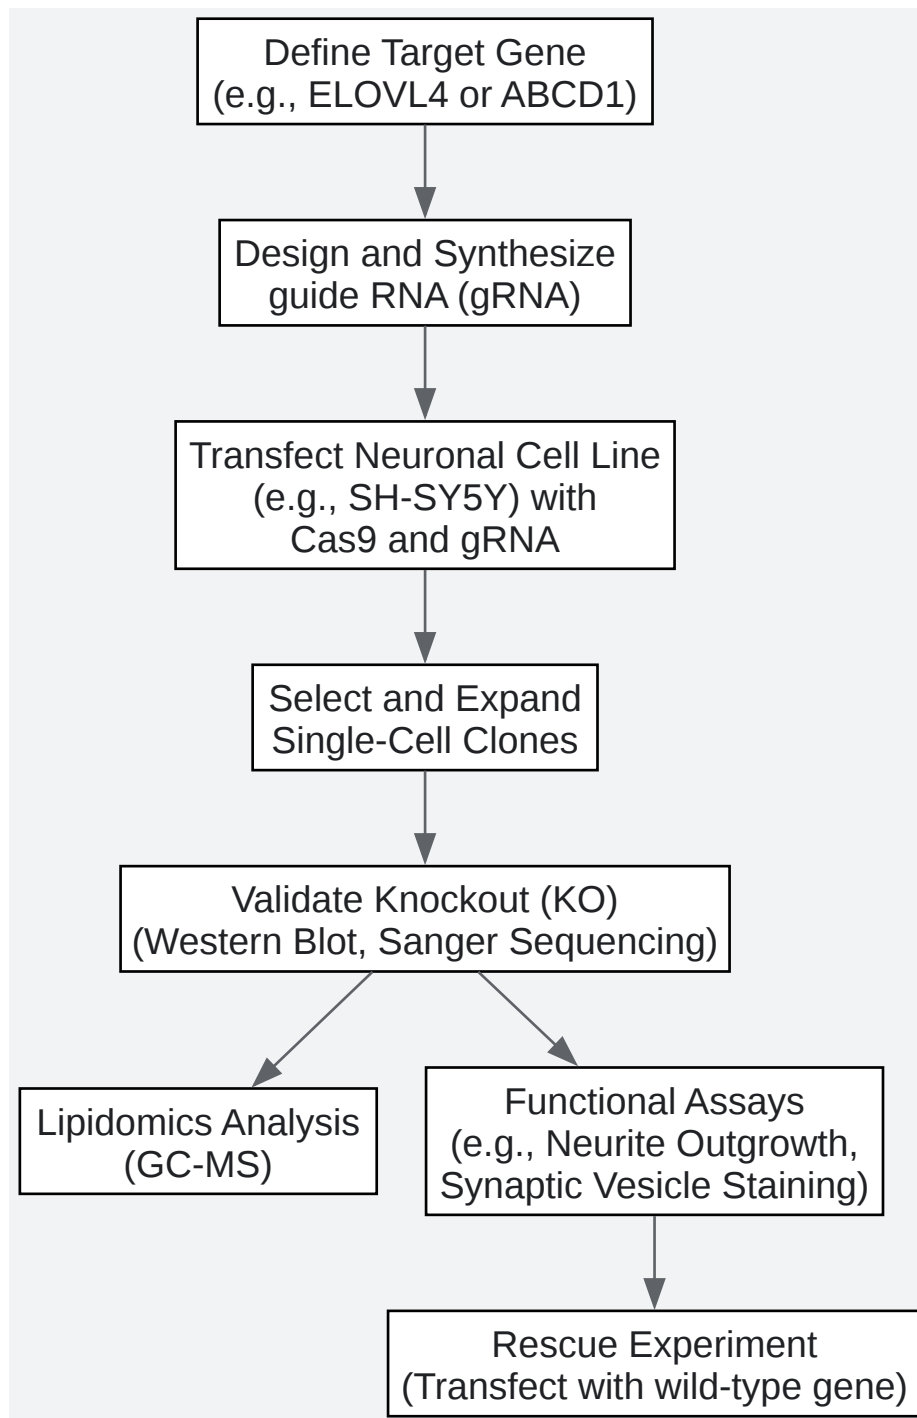 Define Target Gene
(e.g., ELOVL4 or ABCD1)
Design and Synthesize
guide RNA (gRNA)
Transfect Neuronal Cell Line
(e.g., SH-SY5Y) with
Cas9 and gRNA
Select and Expand
Single-Cell Clones
Validate Knockout (KO)
(Western Blot, Sanger Sequencing)
Lipidomics Analysis
(GC-MS)
Functional Assays
(e.g., Neurite Outgrowth,
Synaptic Vesicle Staining)
Rescue Experiment
(Transfect with wild-type gene)